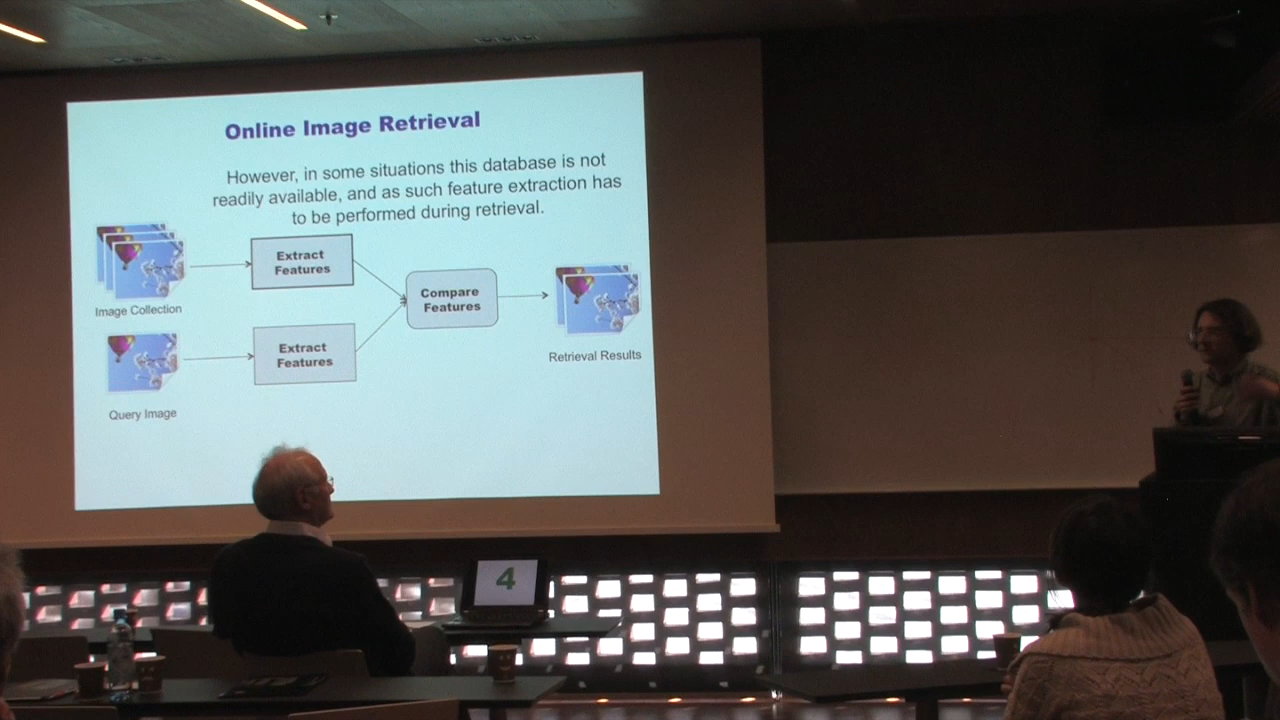 Online Image Retrieval
However, in some situations this database is not
readily available, and as such feature extraction has
to be performed during retrieval.
Extract
Features
Image Collection
Compare
Features
Extract
Features
Retrieval Results
Query Image
4